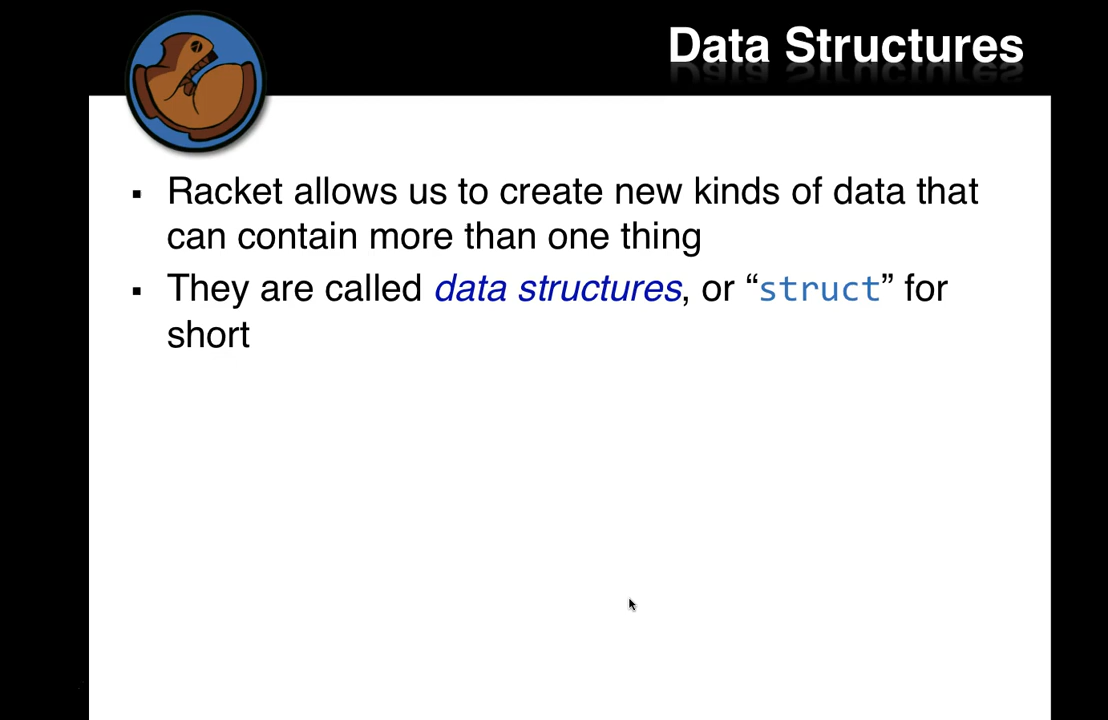 Data Structures
▪ Racket allows us to create new kinds of data that
can contain more than one thing
▪ They are called data structures, or “struct” for
short